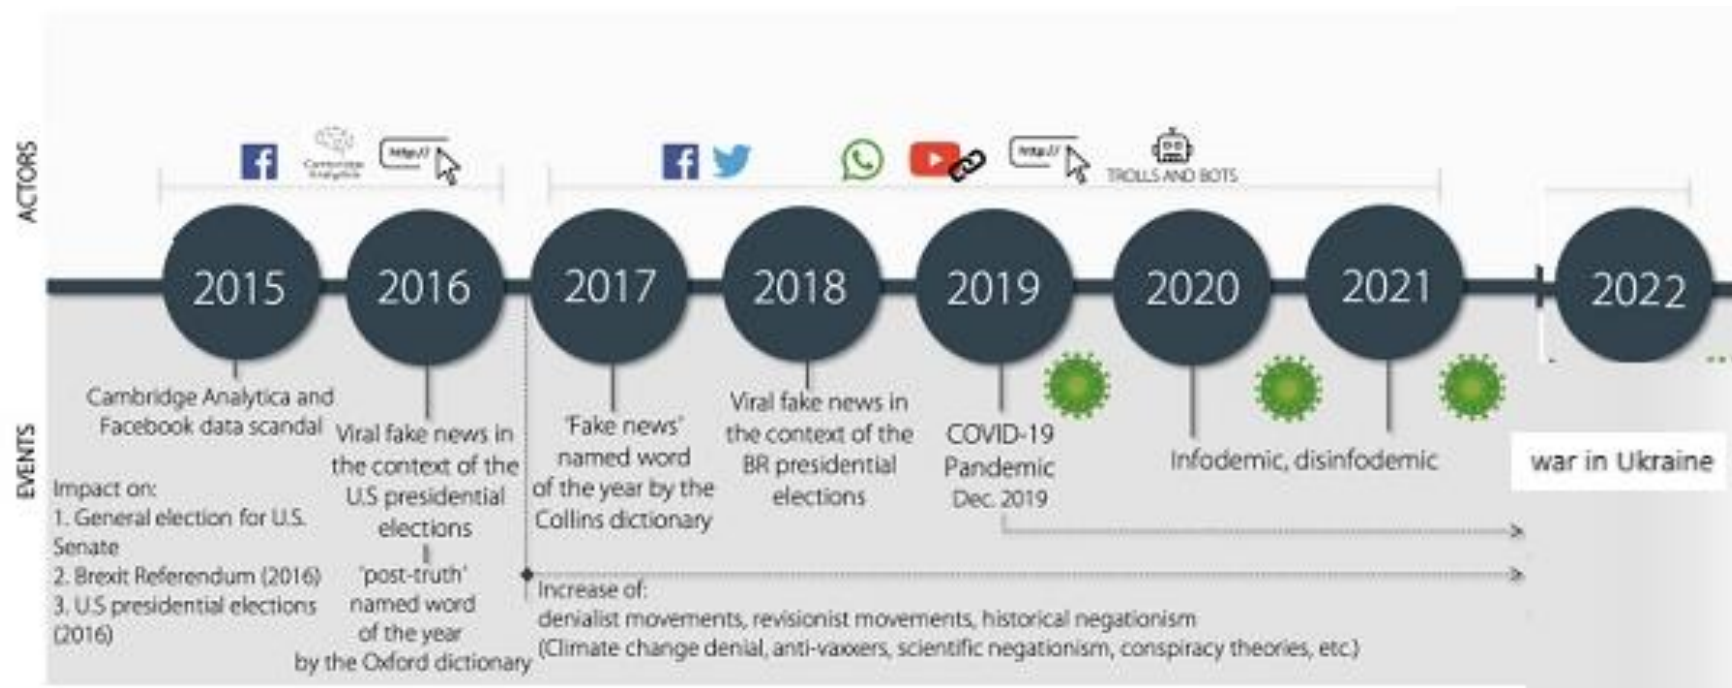 ACTORS
Cambridge
Analytica
http://
http://
TROLLS AND BOTS
2015
2016
2017
2018
2019
2020
2021
2022
EVENTS
Cambridge Analytica and
Facebook data scandal
Impact on:
1. General election for U.S.
Senate
2. Brexit Referendum (2016)
3. U.S presidential elections
(2016)
Viral fake news in
the context of the
U.S presidential
elections
'post-truth'
named word
of the year
by the Oxford dictionary
'Fake news'
named word
of the year by the
Collins dictionary
Viral fake news in
the context of the
BR presidential
elections
COVID-19
Pandemic
Dec. 2019
Infodemic, disinfodemic
war in Ukraine
Increase of:
denialist movements, revisionist movements, historical negationism
(Climate change denial, anti-vaxxers, scientific negationism, conspiracy theories, etc.)